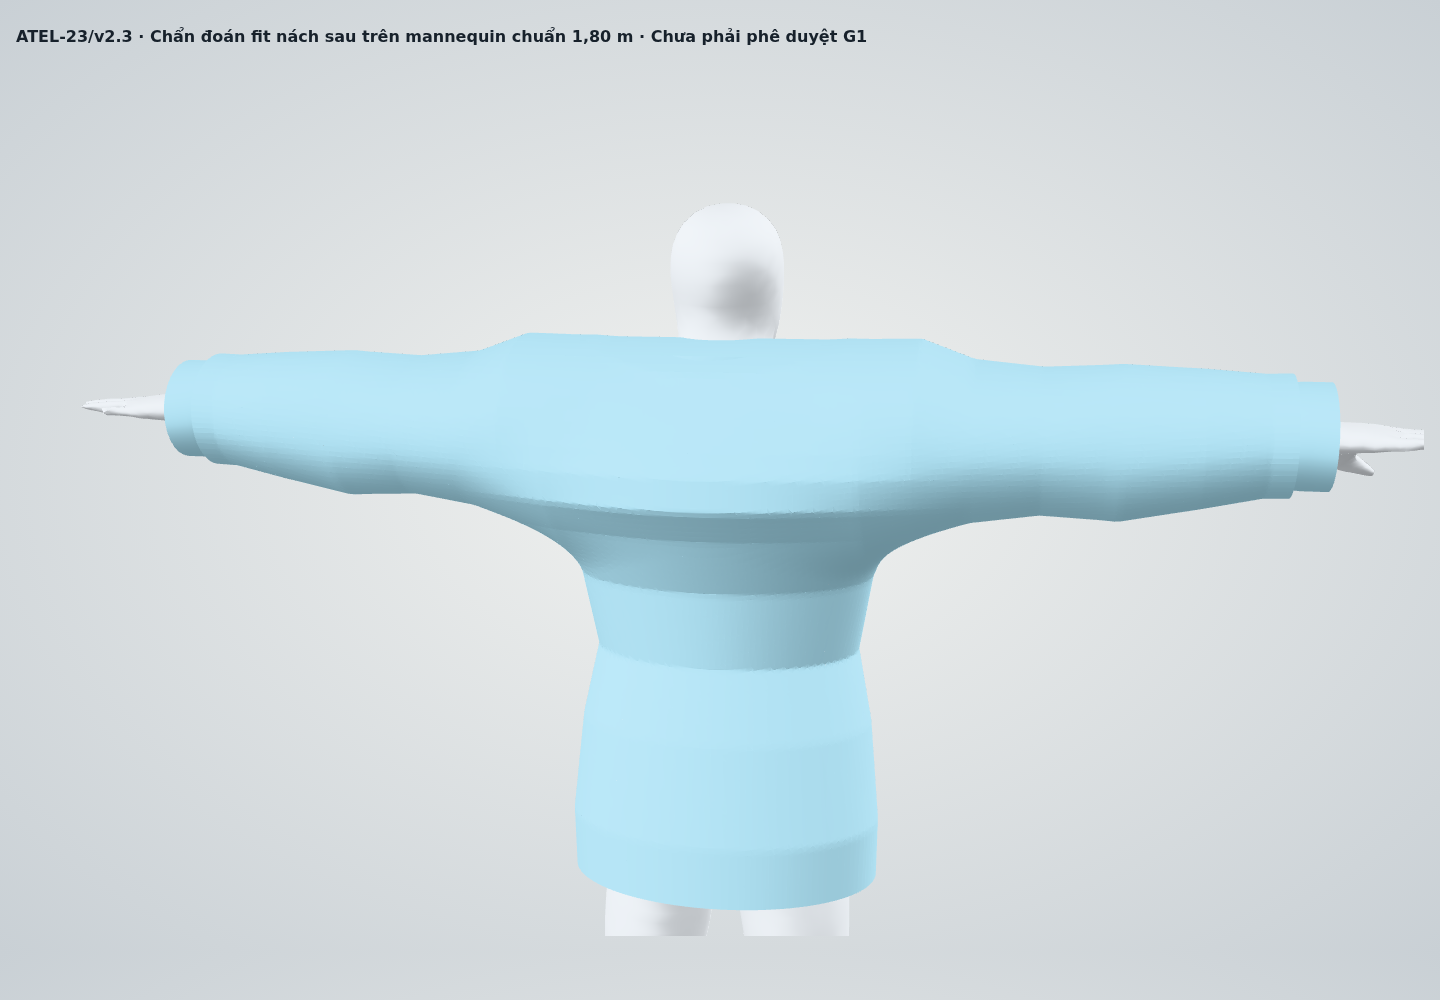 ATEL-23/v2.3 · Chẩn đoán fit nách sau trên mannequin chuẩn 1,80 m · Chưa phải phê duyệt G1